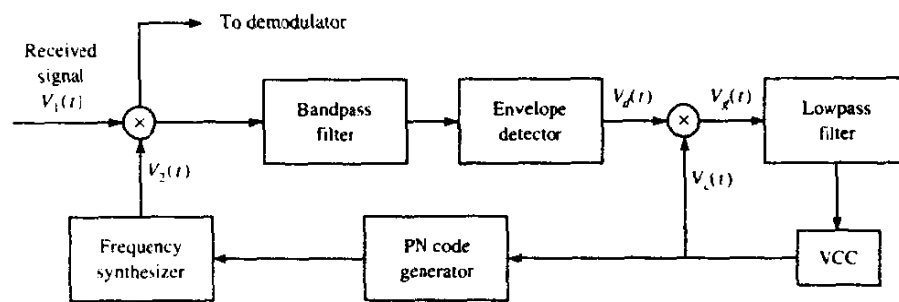 To demodulator
Received
signal
V₁(t)
×
Bandpass
filter
Envelope
detector
V_d(t)
×
V_g(t)
Lowpass
filter
V₂(t)
V_c(t)
Frequency
synthesizer
PN code
generator
VCC